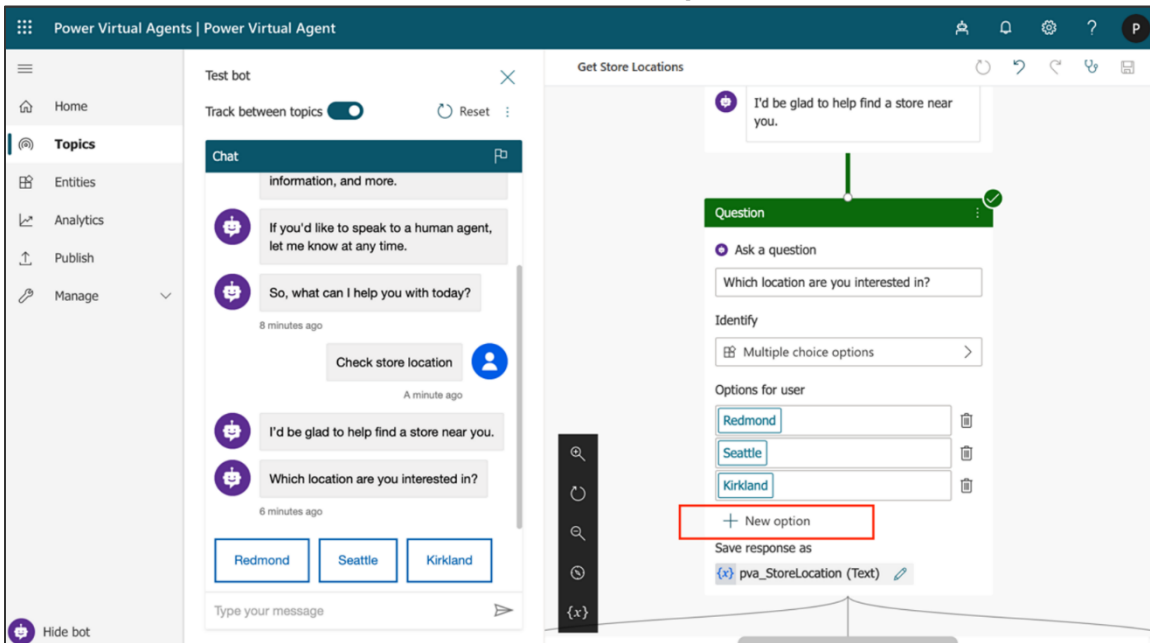 Power Virtual Agents | Power Virtual Agent
?
P
Home
Topics
Entities
Analytics
Publish
Manage
Hide bot
Test bot
Track between topics
Reset
Chat
information, and more.
If you'd like to speak to a human agent,
let me know at any time.
So, what can I help you with today?
8 minutes ago
Check store location
A minute ago
I'd be glad to help find a store near you.
Which location are you interested in?
6 minutes ago
Redmond
Seattle
Kirkland
Type your message
Get Store Locations
I'd be glad to help find a store near
you.
Question
Ask a question
Which location are you interested in?
Identify
Multiple choice options
Options for user
Redmond
Seattle
Kirkland
+ New option
Save response as
{x} pva_StoreLocation (Text)
{x}